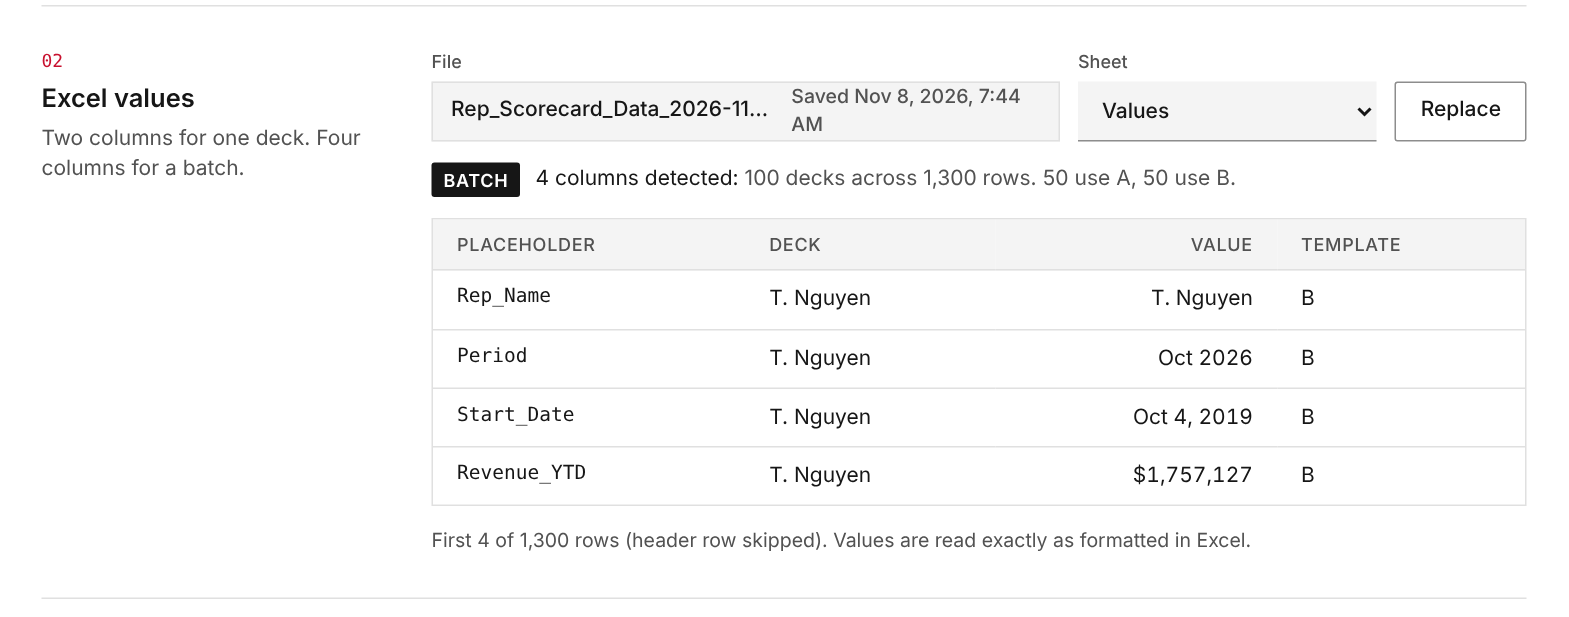 02
Excel values
Two columns for one deck. Four
columns for a batch.
File
Rep_Scorecard_Data_2026-11...
Saved Nov 8, 2026, 7:44
AM
Sheet
Values
Replace
BATCH 4 columns detected: 100 decks across 1,300 rows. 50 use A, 50 use B.
PLACEHOLDER DECK VALUE TEMPLATE
Rep_Name T. Nguyen T. Nguyen B
Period T. Nguyen Oct 2026 B
Start_Date T. Nguyen Oct 4, 2019 B
Revenue_YTD T. Nguyen $1,757,127 B
First 4 of 1,300 rows (header row skipped). Values are read exactly as formatted in Excel.